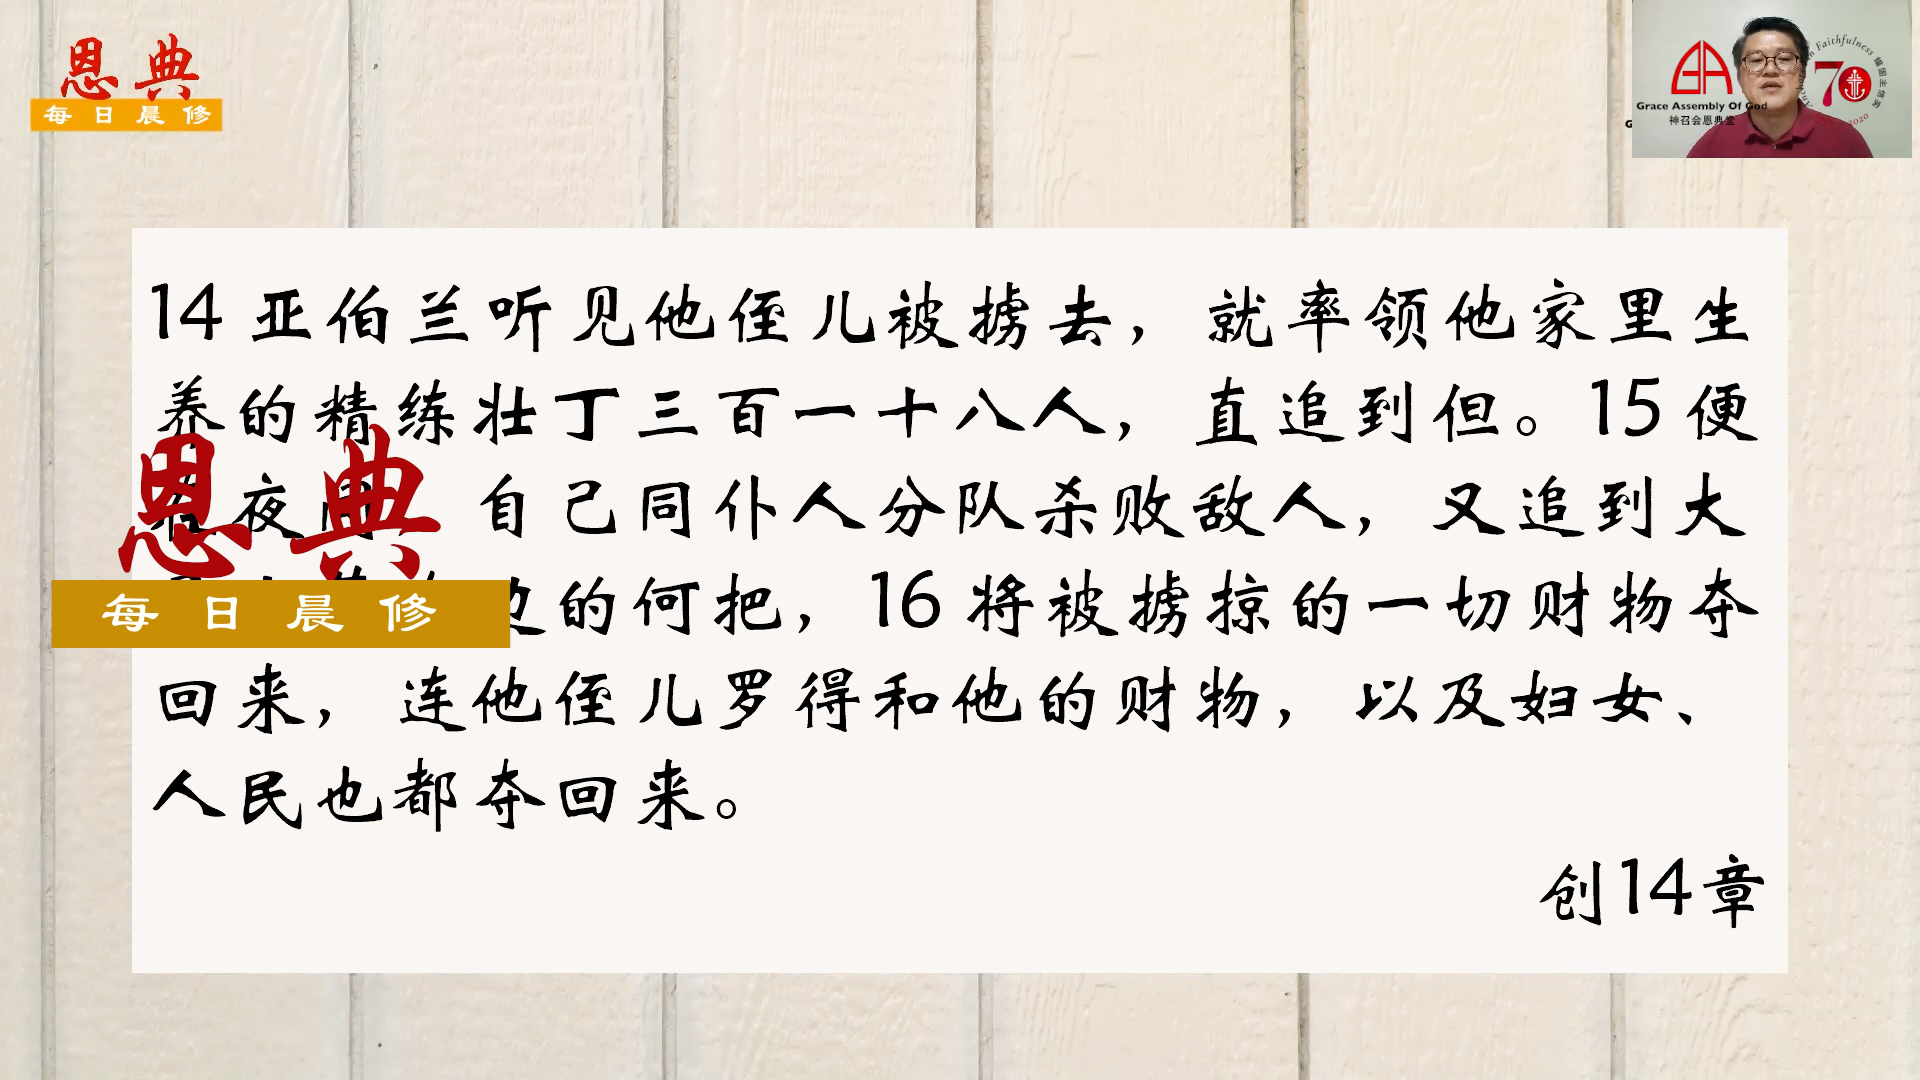 恩典
每日晨修
Grace Assembly Of God
神召会恩典堂
Faithfulness
70
2020
14 亚伯兰听见他侄儿被掳去，就率领他家里生
养的精练壮丁三百一十八人，直追到但。15 便
夜 自己同仆人分队杀败敌人，又追到大
边的何把，16 将被掳掠的一切财物夺
回来，连他侄儿罗得和他的财物，以及妇女、
人民也都夺回来。
创14章
恩典
每日晨修